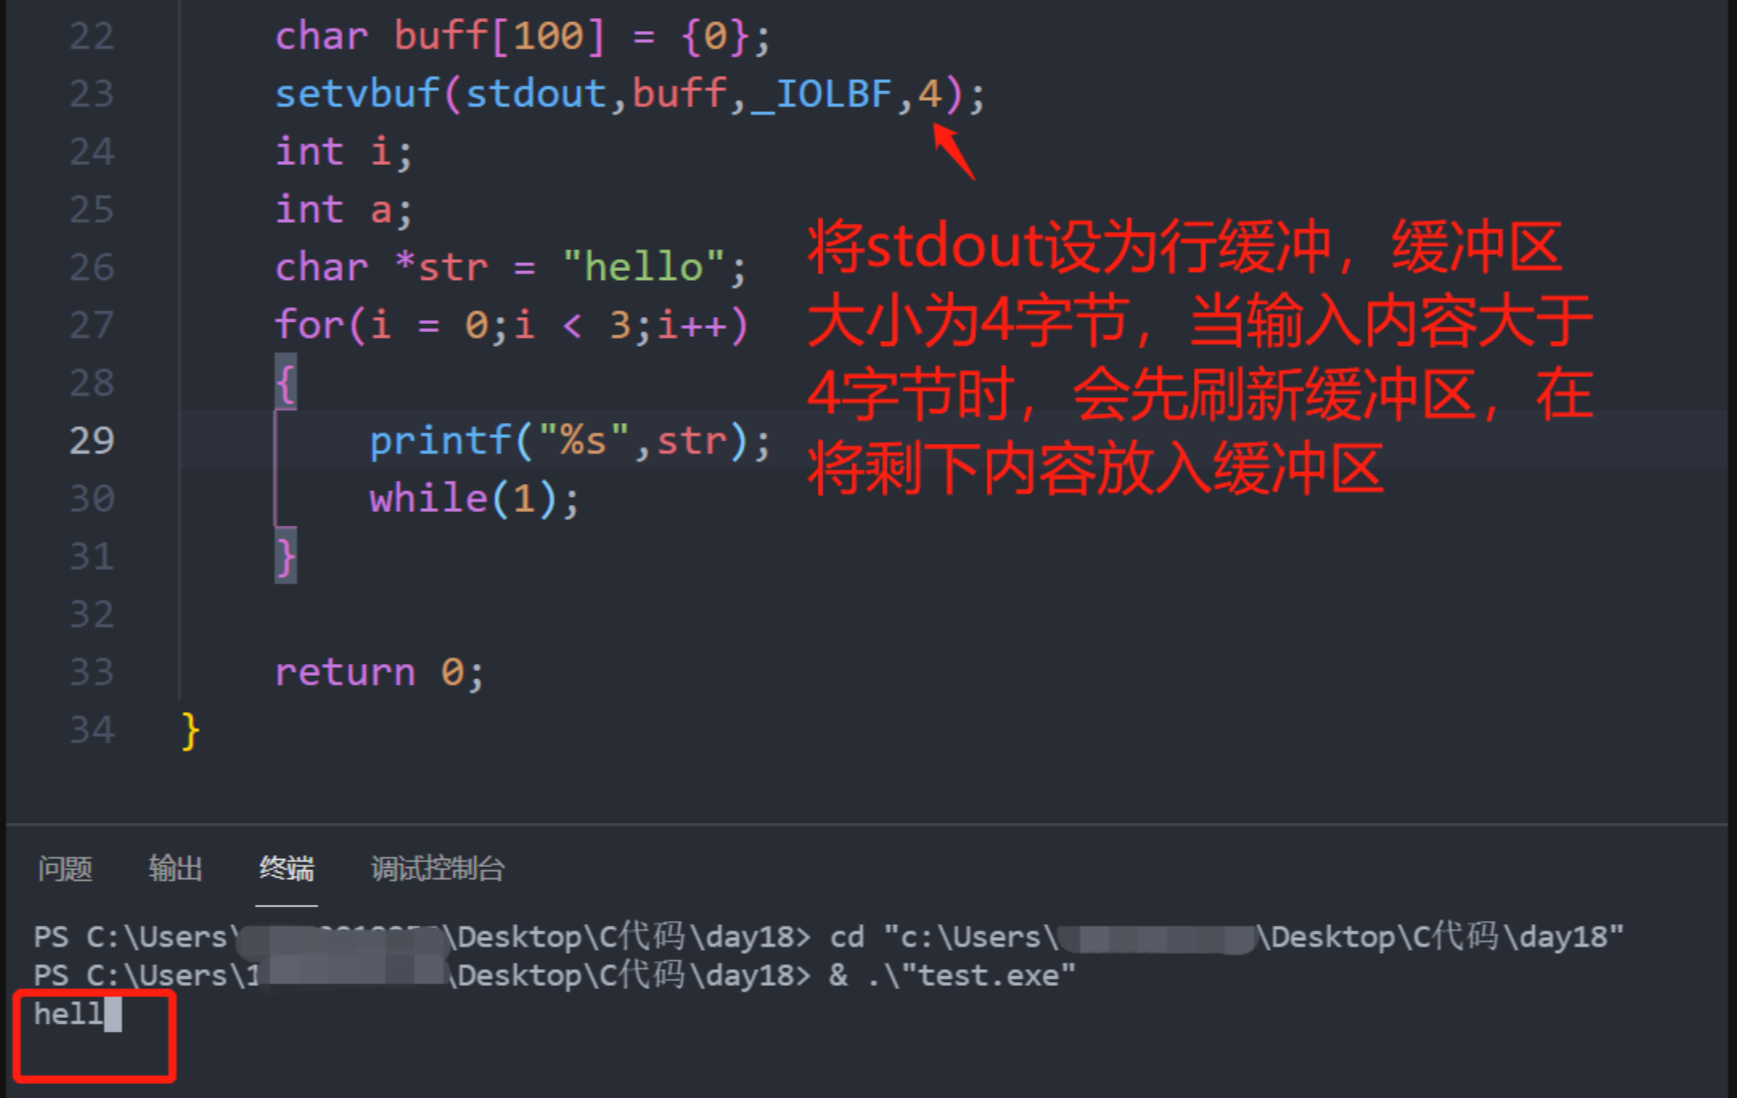 22 char buff[100] = {0};
23 setvbuf(stdout,buff,_IOLBF,4);
24 int i;
25 int a;
26 char *str = "hello";
27 for(i = 0;i < 3;i++)
28 {
29 printf("%s",str);
30 while(1);
31 }
32
33 return 0;
34 }
将stdout设为行缓冲，缓冲区
大小为4字节，当输入内容大于
4字节时，会先刷新缓冲区，在
将剩下内容放入缓冲区
问题 输出 终端 调试控制台
PS C:\Users\ \Desktop\C代码\day18> cd "c:\Users\ \Desktop\C代码\day18"
PS C:\Users\1 \Desktop\C代码\day18> & .\"test.exe"
hell